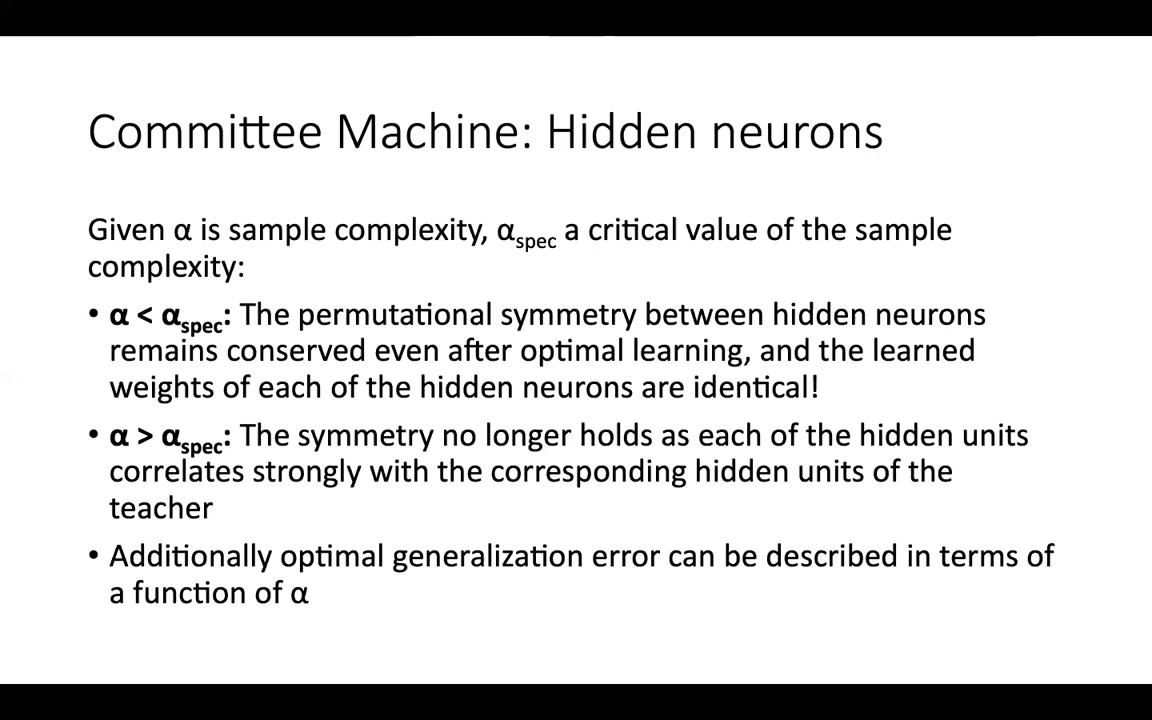 Committee Machine: Hidden neurons
Given α is sample complexity, αspec a critical value of the sample
complexity:
• α < αspec: The permutational symmetry between hidden neurons
remains conserved even after optimal learning, and the learned
weights of each of the hidden neurons are identical!
• α > αspec: The symmetry no longer holds as each of the hidden units
correlates strongly with the corresponding hidden units of the
teacher
• Additionally optimal generalization error can be described in terms of
a function of α